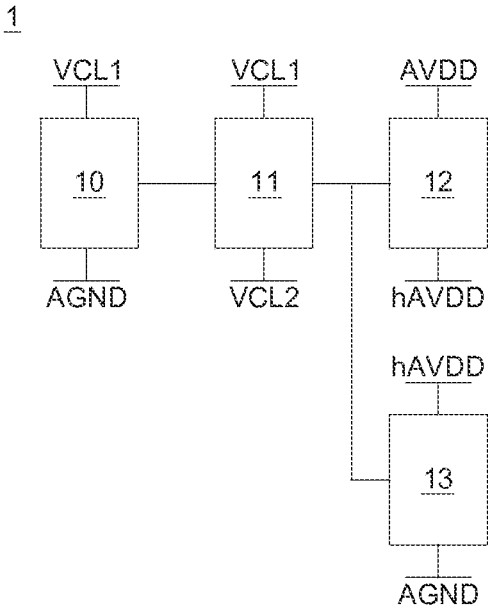 1
VCL1 VCL1 AVDD
10 11 12
AGND VCL2 hAVDD
hAVDD
13
AGND